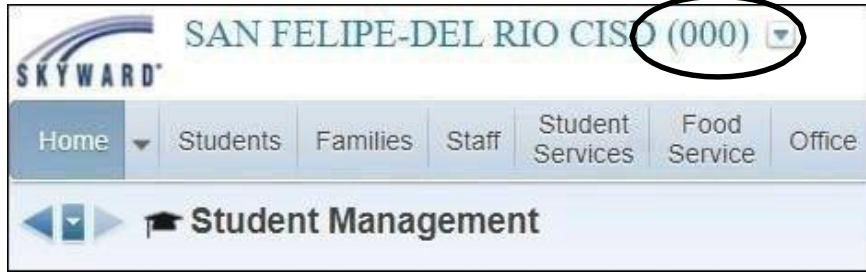 SAN FELIPE-DEL RIO CISD (000)
SKYWARD
Home Students Families Staff Student Services Food Service Office
Student Management